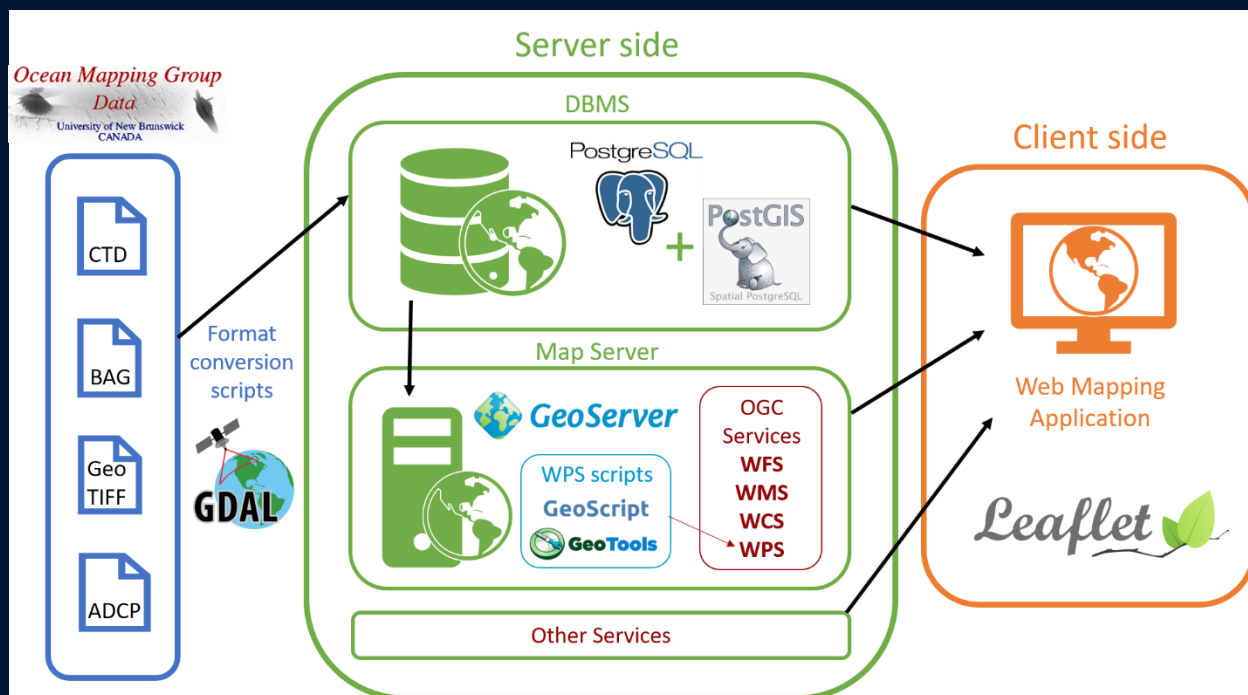 Server side
Ocean Mapping Group
Data
University of New Brunswick
CANADA
CTD
BAG
Geo
TIFF
ADCP
Format
conversion
scripts
GDAL
DBMS
PostgreSQL
+
PostGIS
Spatial PostgreSQL
Map Server
GeoServer
WPS scripts
GeoScript
GeoTools
OGC
Services
WFS
WMS
WCS
WPS
Other Services
Client side
Web Mapping
Application
Leaflet